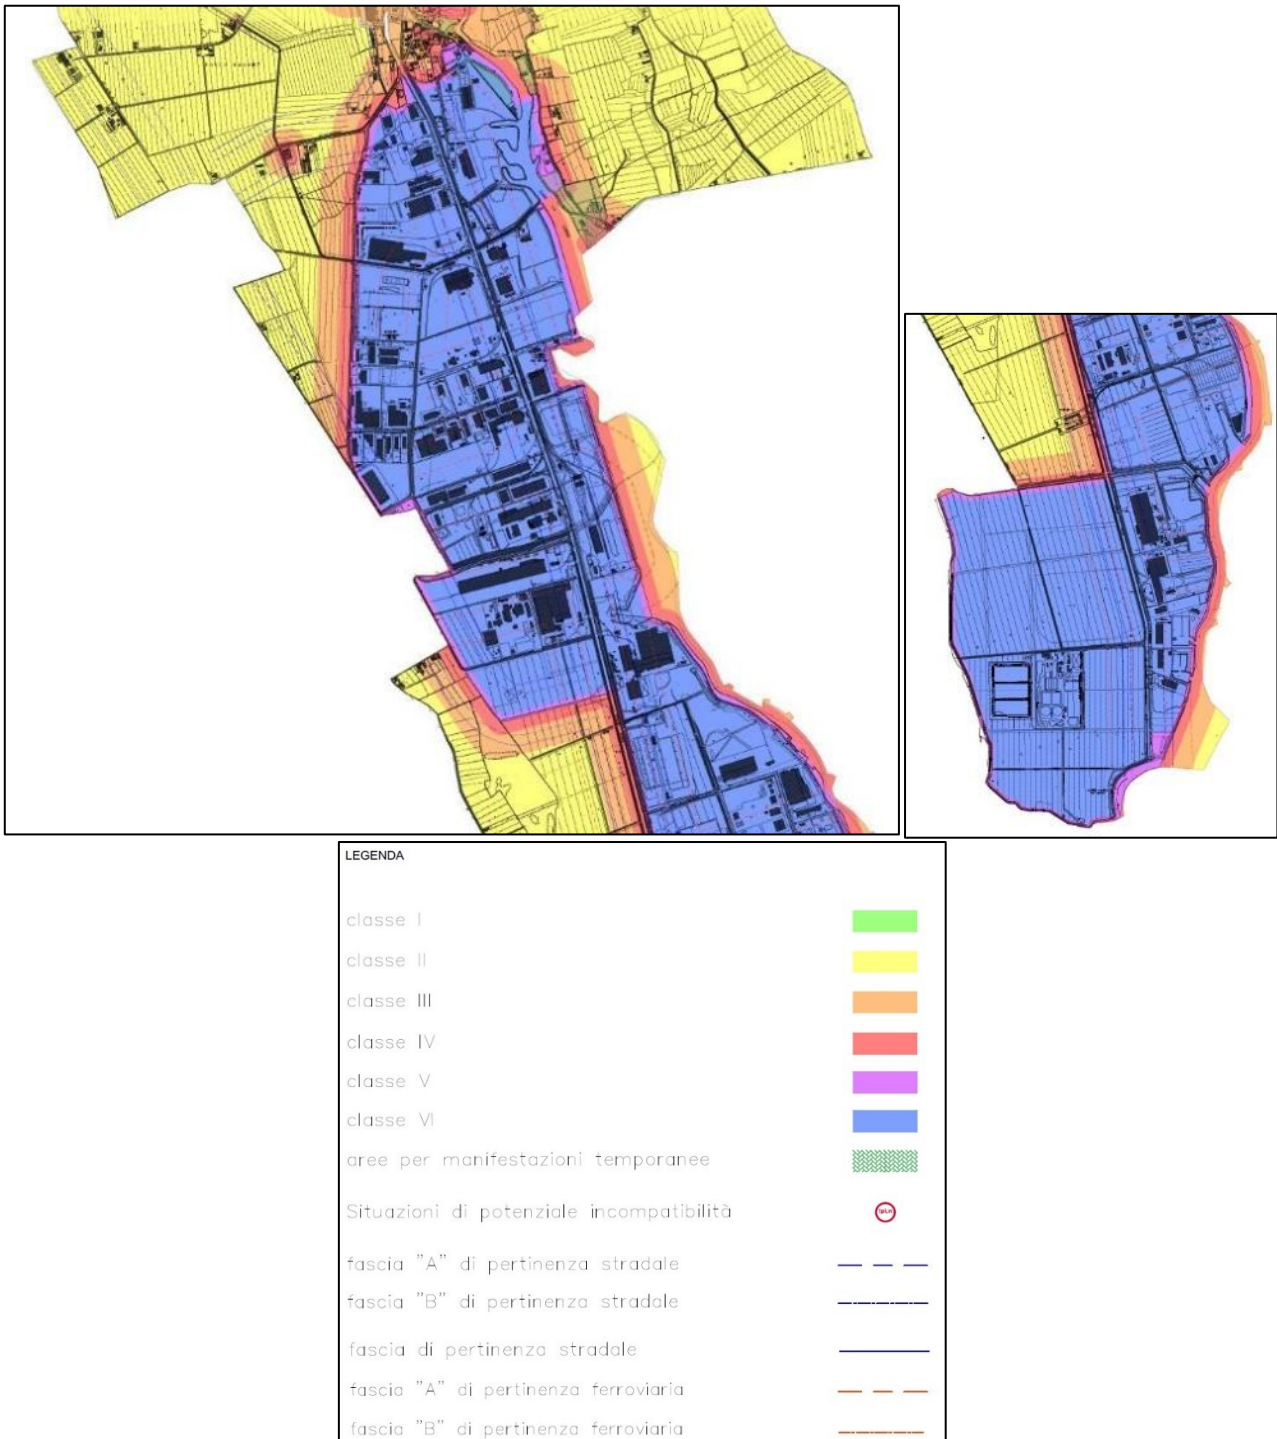 LEGENDA
classe I
classe II
classe III
classe IV
classe V
classe VI
aree per manifestazioni temporanee
Situazioni di potenziale incompatibilità
fascia "A" di pertinenza stradale
fascia "B" di pertinenza stradale
fascia di pertinenza stradale
fascia "A" di pertinenza ferroviaria
fascia "B" di pertinenza ferroviaria